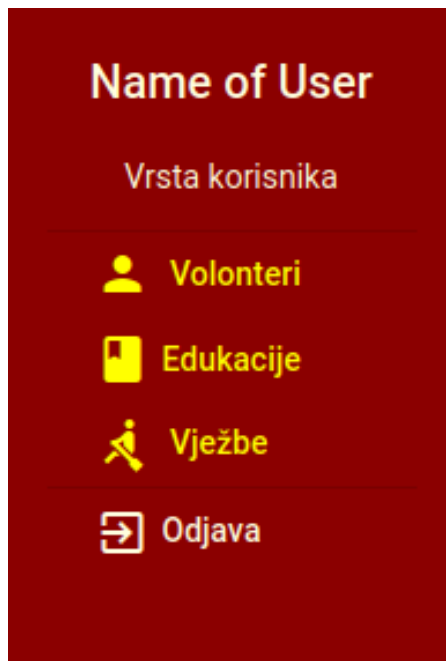 Name of User
Vrsta korisnika
Volonteri
Edukacije
Vježbe
Odjava